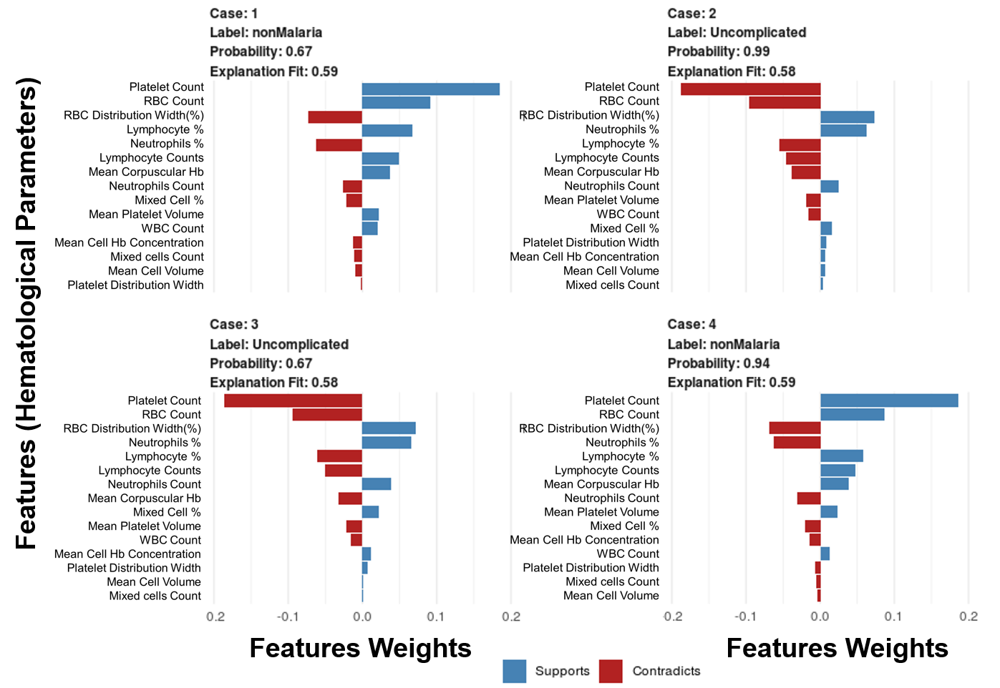 Features (Hematological Parameters)
Case: 1
Label: nonMalaria
Probability: 0.67
Explanation Fit: 0.59
Platelet Count
RBC Count
RBC Distribution Width(%)
Lymphocyte %
Neutrophils %
Lymphocyte Counts
Mean Corpuscular Hb
Neutrophils Count
Mixed Cell %
Mean Platelet Volume
WBC Count
Mean Cell Hb Concentration
Mixed cells Count
Mean Cell Volume
Platelet Distribution Width
Case: 2
Label: Uncomplicated
Probability: 0.99
Explanation Fit: 0.58
Platelet Count
RBC Count
RBC Distribution Width(%)
Neutrophils %
Lymphocyte %
Lymphocyte Counts
Mean Corpuscular Hb
Neutrophils Count
Mean Platelet Volume
WBC Count
Mixed Cell %
Platelet Distribution Width
Mean Cell Hb Concentration
Mean Cell Volume
Mixed cells Count
Case: 3
Label: Uncomplicated
Probability: 0.67
Explanation Fit: 0.58
Platelet Count
RBC Count
RBC Distribution Width(%)
Neutrophils %
Lymphocyte %
Lymphocyte Counts
Neutrophils Count
Mean Corpuscular Hb
Mixed Cell %
Mean Platelet Volume
WBC Count
Mean Cell Hb Concentration
Platelet Distribution Width
Mean Cell Volume
Mixed cells Count
0.2 -0.1 0.0 0.1 0.2
Features Weights
Case: 4
Label: nonMalaria
Probability: 0.94
Explanation Fit: 0.59
Platelet Count
RBC Count
RBC Distribution Width(%)
Neutrophils %
Lymphocyte %
Lymphocyte Counts
Mean Corpuscular Hb
Neutrophils Count
Mean Platelet Volume
Mixed Cell %
Mean Cell Hb Concentration
WBC Count
Platelet Distribution Width
Mixed cells Count
Mean Cell Volume
-0.2 -0.1 0.0 0.1 0.2
Features Weights
Supports Contradicts